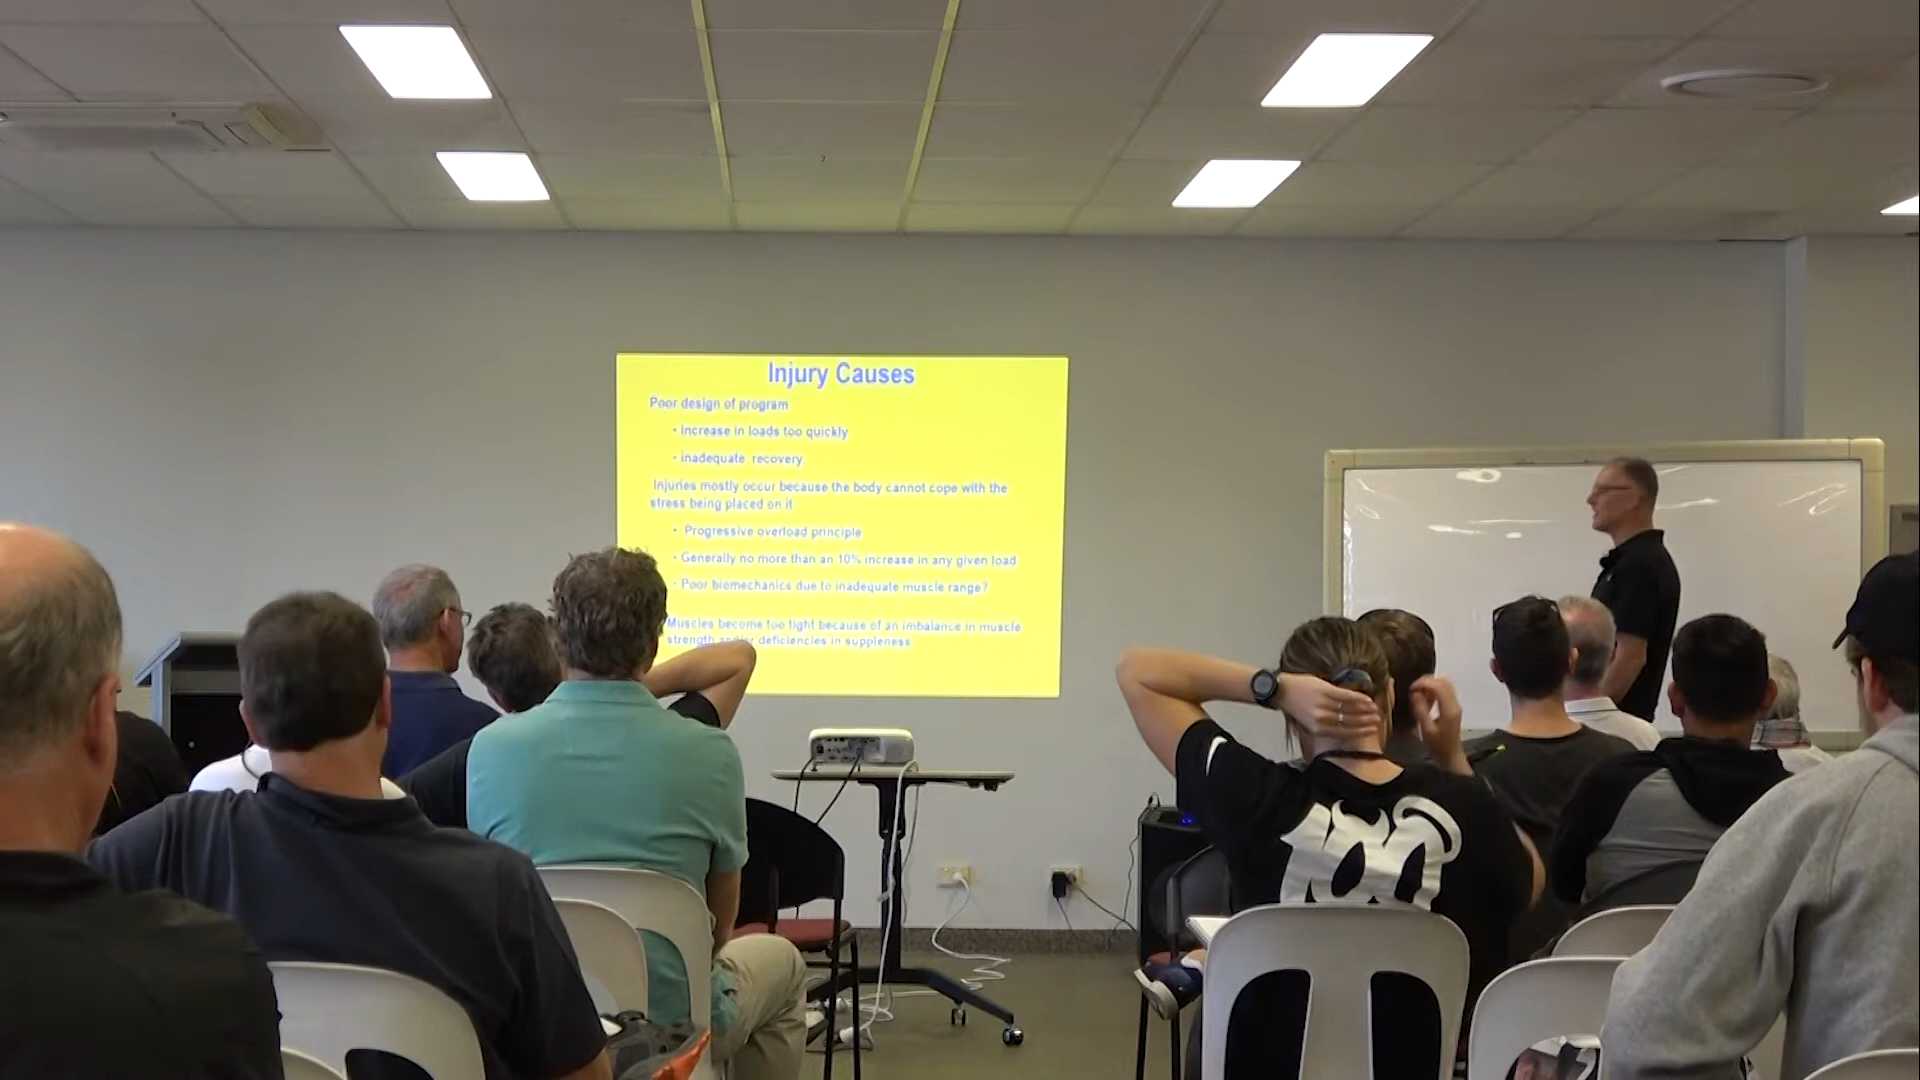 Injury Causes
Poor design of program
• increase in loads too quickly
• inadequate recovery
Injuries mostly occur because the body cannot cope with the
stress being placed on it
• Progressive overload principle
• Generally no more than an 10% increase in any given load
• Poor biomechanics due to inadequate muscle range?
Muscles become too tight because of an imbalance in muscle
strength and/or deficiencies in suppleness
100